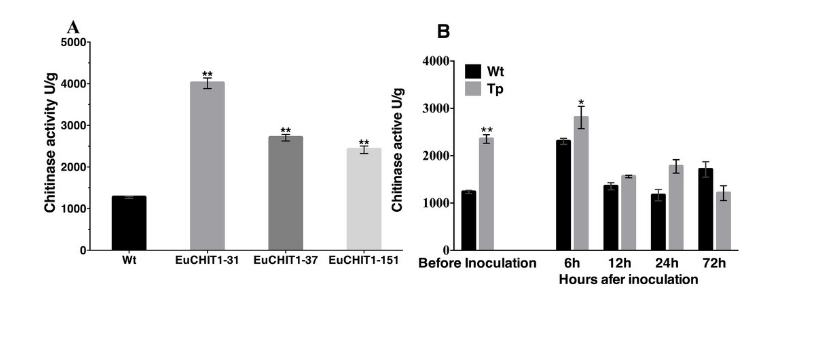 A
Chitinase activity U/g
5000
4000
3000
2000
1000
0
**
**
**
Wt EuCHIT1-31 EuCHIT1-37 EuCHIT1-151
B
Chitinase active U/g
4000
3000
2000
1000
0
Wt
Tp
**
*
Before Inoculation 6h 12h 24h 72h
Hours afer inoculation